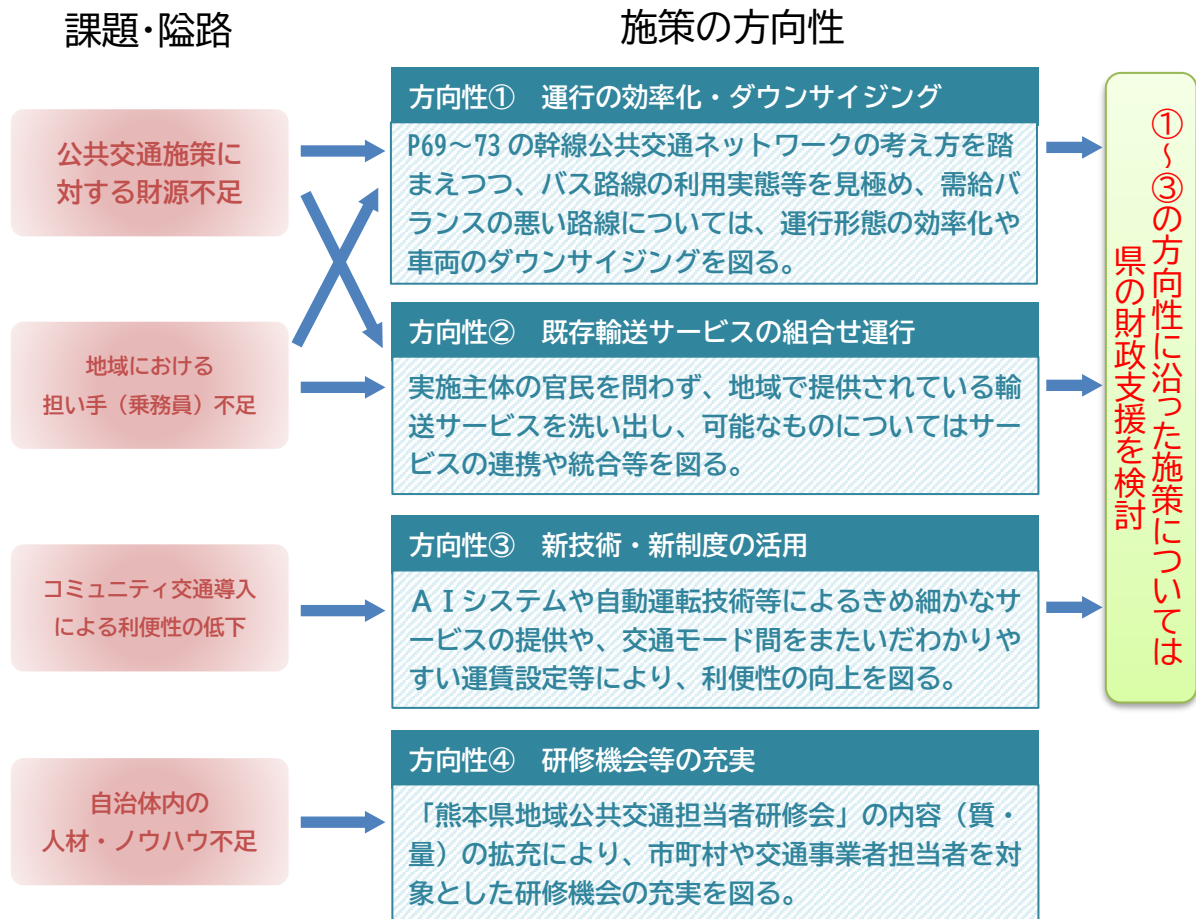 課題・隘路
施策の方向性
公共交通施策に
対する財源不足
地域における
担い手（乗務員）不足
コミュニティ交通導入
による利便性の低下
自治体内の
人材・ノウハウ不足
方向性①　運行の効率化・ダウンサイジング
P69～73 の幹線公共交通ネットワークの考え方を踏
まえつつ、バス路線の利用実態等を見極め、需給バ
ランスの悪い路線については、運行形態の効率化や
車両のダウンサイジングを図る。
方向性②　既存輸送サービスの組合せ運行
実施主体の官民を問わず、地域で提供されている輸
送サービスを洗い出し、可能なものについてはサー
ビスの連携や統合等を図る。
方向性③　新技術・新制度の活用
ＡＩシステムや自動運転技術等によるきめ細かなサ
ービスの提供や、交通モード間をまたいだわかりや
すい運賃設定等により、利便性の向上を図る。
方向性④　研修機会等の充実
「熊本県地域公共交通担当者研修会」の内容（質・
量）の拡充により、市町村や交通事業者担当者を対
象とした研修機会の充実を図る。
①～③の方向性に沿った施策については
県の財政支援を検討